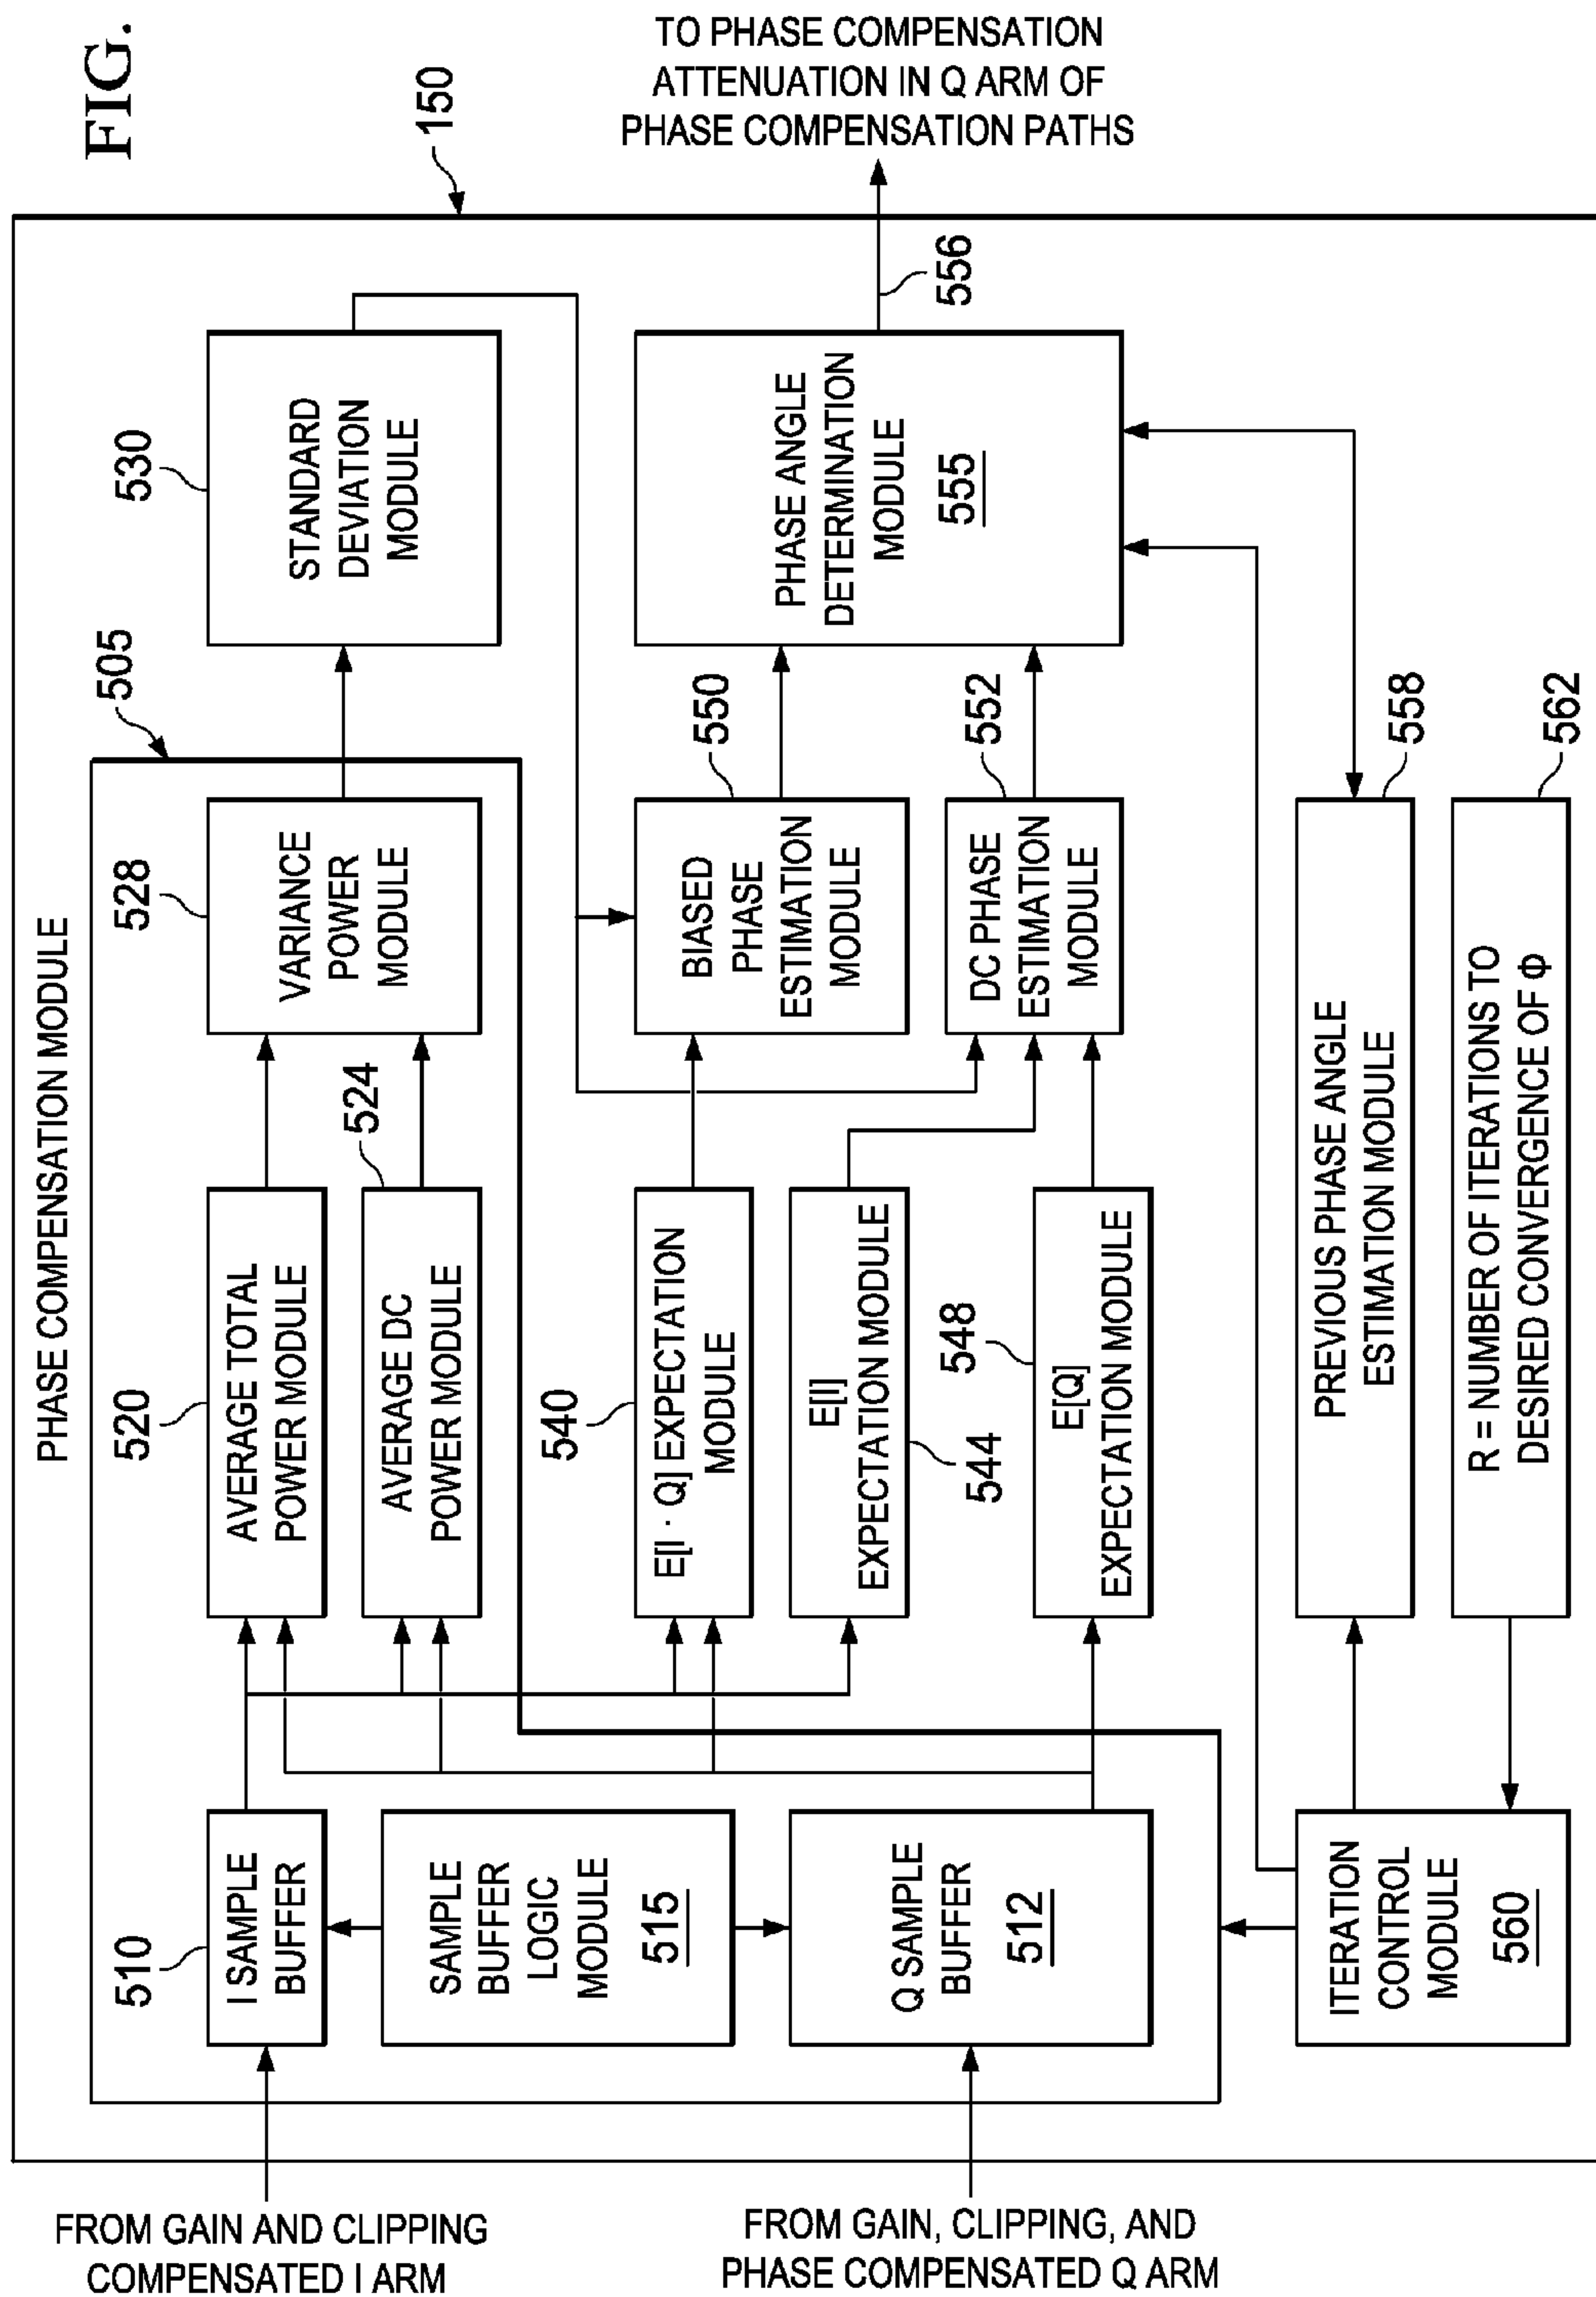 FIG.
PHASE COMPENSATION MODULE
150
505
510
I SAMPLE
BUFFER
SAMPLE
BUFFER
LOGIC
MODULE
515
Q SAMPLE
BUFFER
512
520
AVERAGE TOTAL
POWER MODULE
524
AVERAGE DC
POWER MODULE
528
VARIANCE
POWER
MODULE
530
STANDARD
DEVIATION
MODULE
540
E[I · Q] EXPECTATION
MODULE
E[I]
EXPECTATION MODULE
544
548
E[Q]
EXPECTATION MODULE
550
BIASED
PHASE
ESTIMATION
MODULE
552
DC PHASE
ESTIMATION
MODULE
PHASE ANGLE
DETERMINATION
MODULE
555
556
TO PHASE COMPENSATION
ATTENUATION IN Q ARM OF
PHASE COMPENSATION PATHS
ITERATION
CONTROL
MODULE
560
PREVIOUS PHASE ANGLE
ESTIMATION MODULE
558
R = NUMBER OF ITERATIONS TO
DESIRED CONVERGENCE OF Φ
562
FROM GAIN AND CLIPPING
COMPENSATED I ARM
FROM GAIN, CLIPPING, AND
PHASE COMPENSATED Q ARM